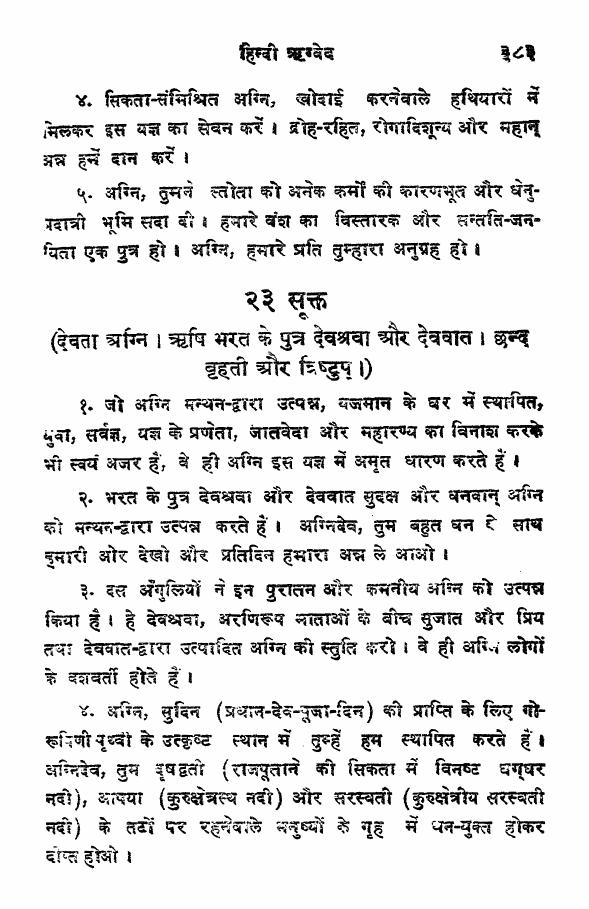 हिन्दी ऋग्वेद ३८३
४. सिकता-संमिश्रित अग्नि, खोदाई करनेवाले हथियारों में
मिलकर इस यज्ञ का सेवन करें। द्रोह-रहित, रोगादिशून्य और महान्
अन्न हमें दान करें।
५. अग्नि, तुमने स्तोता को अनेक कर्मों की कारणभूत और धेनु-
प्रदात्री भूमि सदा दी। हमारे वंश का विस्तारक और सन्तति-जन-
यिता एक पुत्र हो। अग्नि, हमारे प्रति तुम्हारा अनुग्रह हो।
२३ सूक्त
(देवता अग्नि। ऋषि भरत के पुत्र देवश्रवा और देववात। छन्द
बृहती और त्रिष्टुप्।)
१. जो अग्नि मन्थन-द्वारा उत्पन्न, यजमान के घर में स्थापित,
युवा, सर्वज्ञ, यज्ञ के प्रणेता, जातवेदा और महारण्य का विनाश करके
भी स्वयं अजर हैं, वे ही अग्नि इस यज्ञ में अमृत धारण करते हैं।
२. भरत के पुत्र देवश्रवा और देववात सुदक्ष और धनवान् अग्नि
को मन्थन-द्वारा उत्पन्न करते हैं। अग्निदेव, तुम बहुत धन के साथ
हमारी ओर देखो और प्रतिदिन हमारा अन्न ले आओ।
३. दस अँगुलियों ने इन पुरातन और कमनीय अग्नि को उत्पन्न
किया है। हे देवश्रवा, अरणिरूप माताओं के बीच सुजात और प्रिय
तथा देववात-द्वारा उत्पादित अग्नि की स्तुति करो। वे ही अग्नि लोगों
के वशवर्ती होते हैं।
४. अग्नि, सुदिन (प्रधान-देव-पूजा-दिन) की प्राप्ति के लिए गो-
रूपिणी पृथ्वी के उत्कृष्ट स्थान में तुम्हें हम स्थापित करते हैं।
अग्निदेव, तुम दृषद्वती (राजपूताने की सिकता में विनष्ट घग्घर
नदी), आपया (कुरुक्षेत्रस्थ नदी) और सरस्वती (कुरुक्षेत्रीय सरस्वती
नदी) के तटों पर रहनेवाले मनुष्यों के गृह में धन-युक्त होकर
दीप्त होओ।